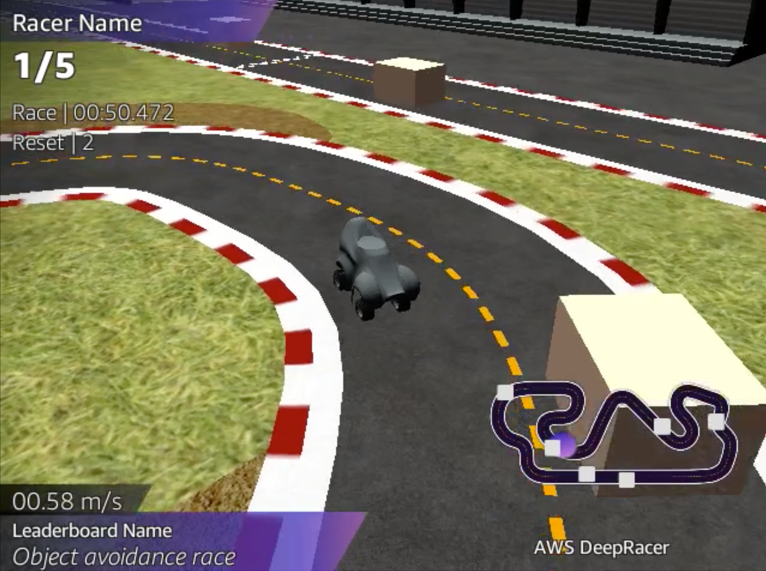 Racer Name
1/5
Race | 00:50.472
Reset | 2
00.58 m/s
Leaderboard Name
Object avoidance race
AWS DeepRacer